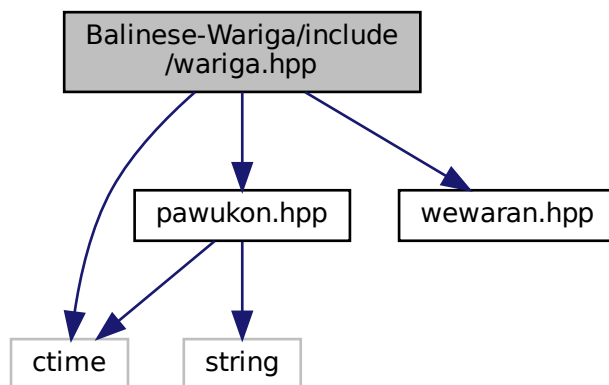 Balinese-Wariga/include
/wariga.hpp
pawukon.hpp
wewaran.hpp
ctime
string